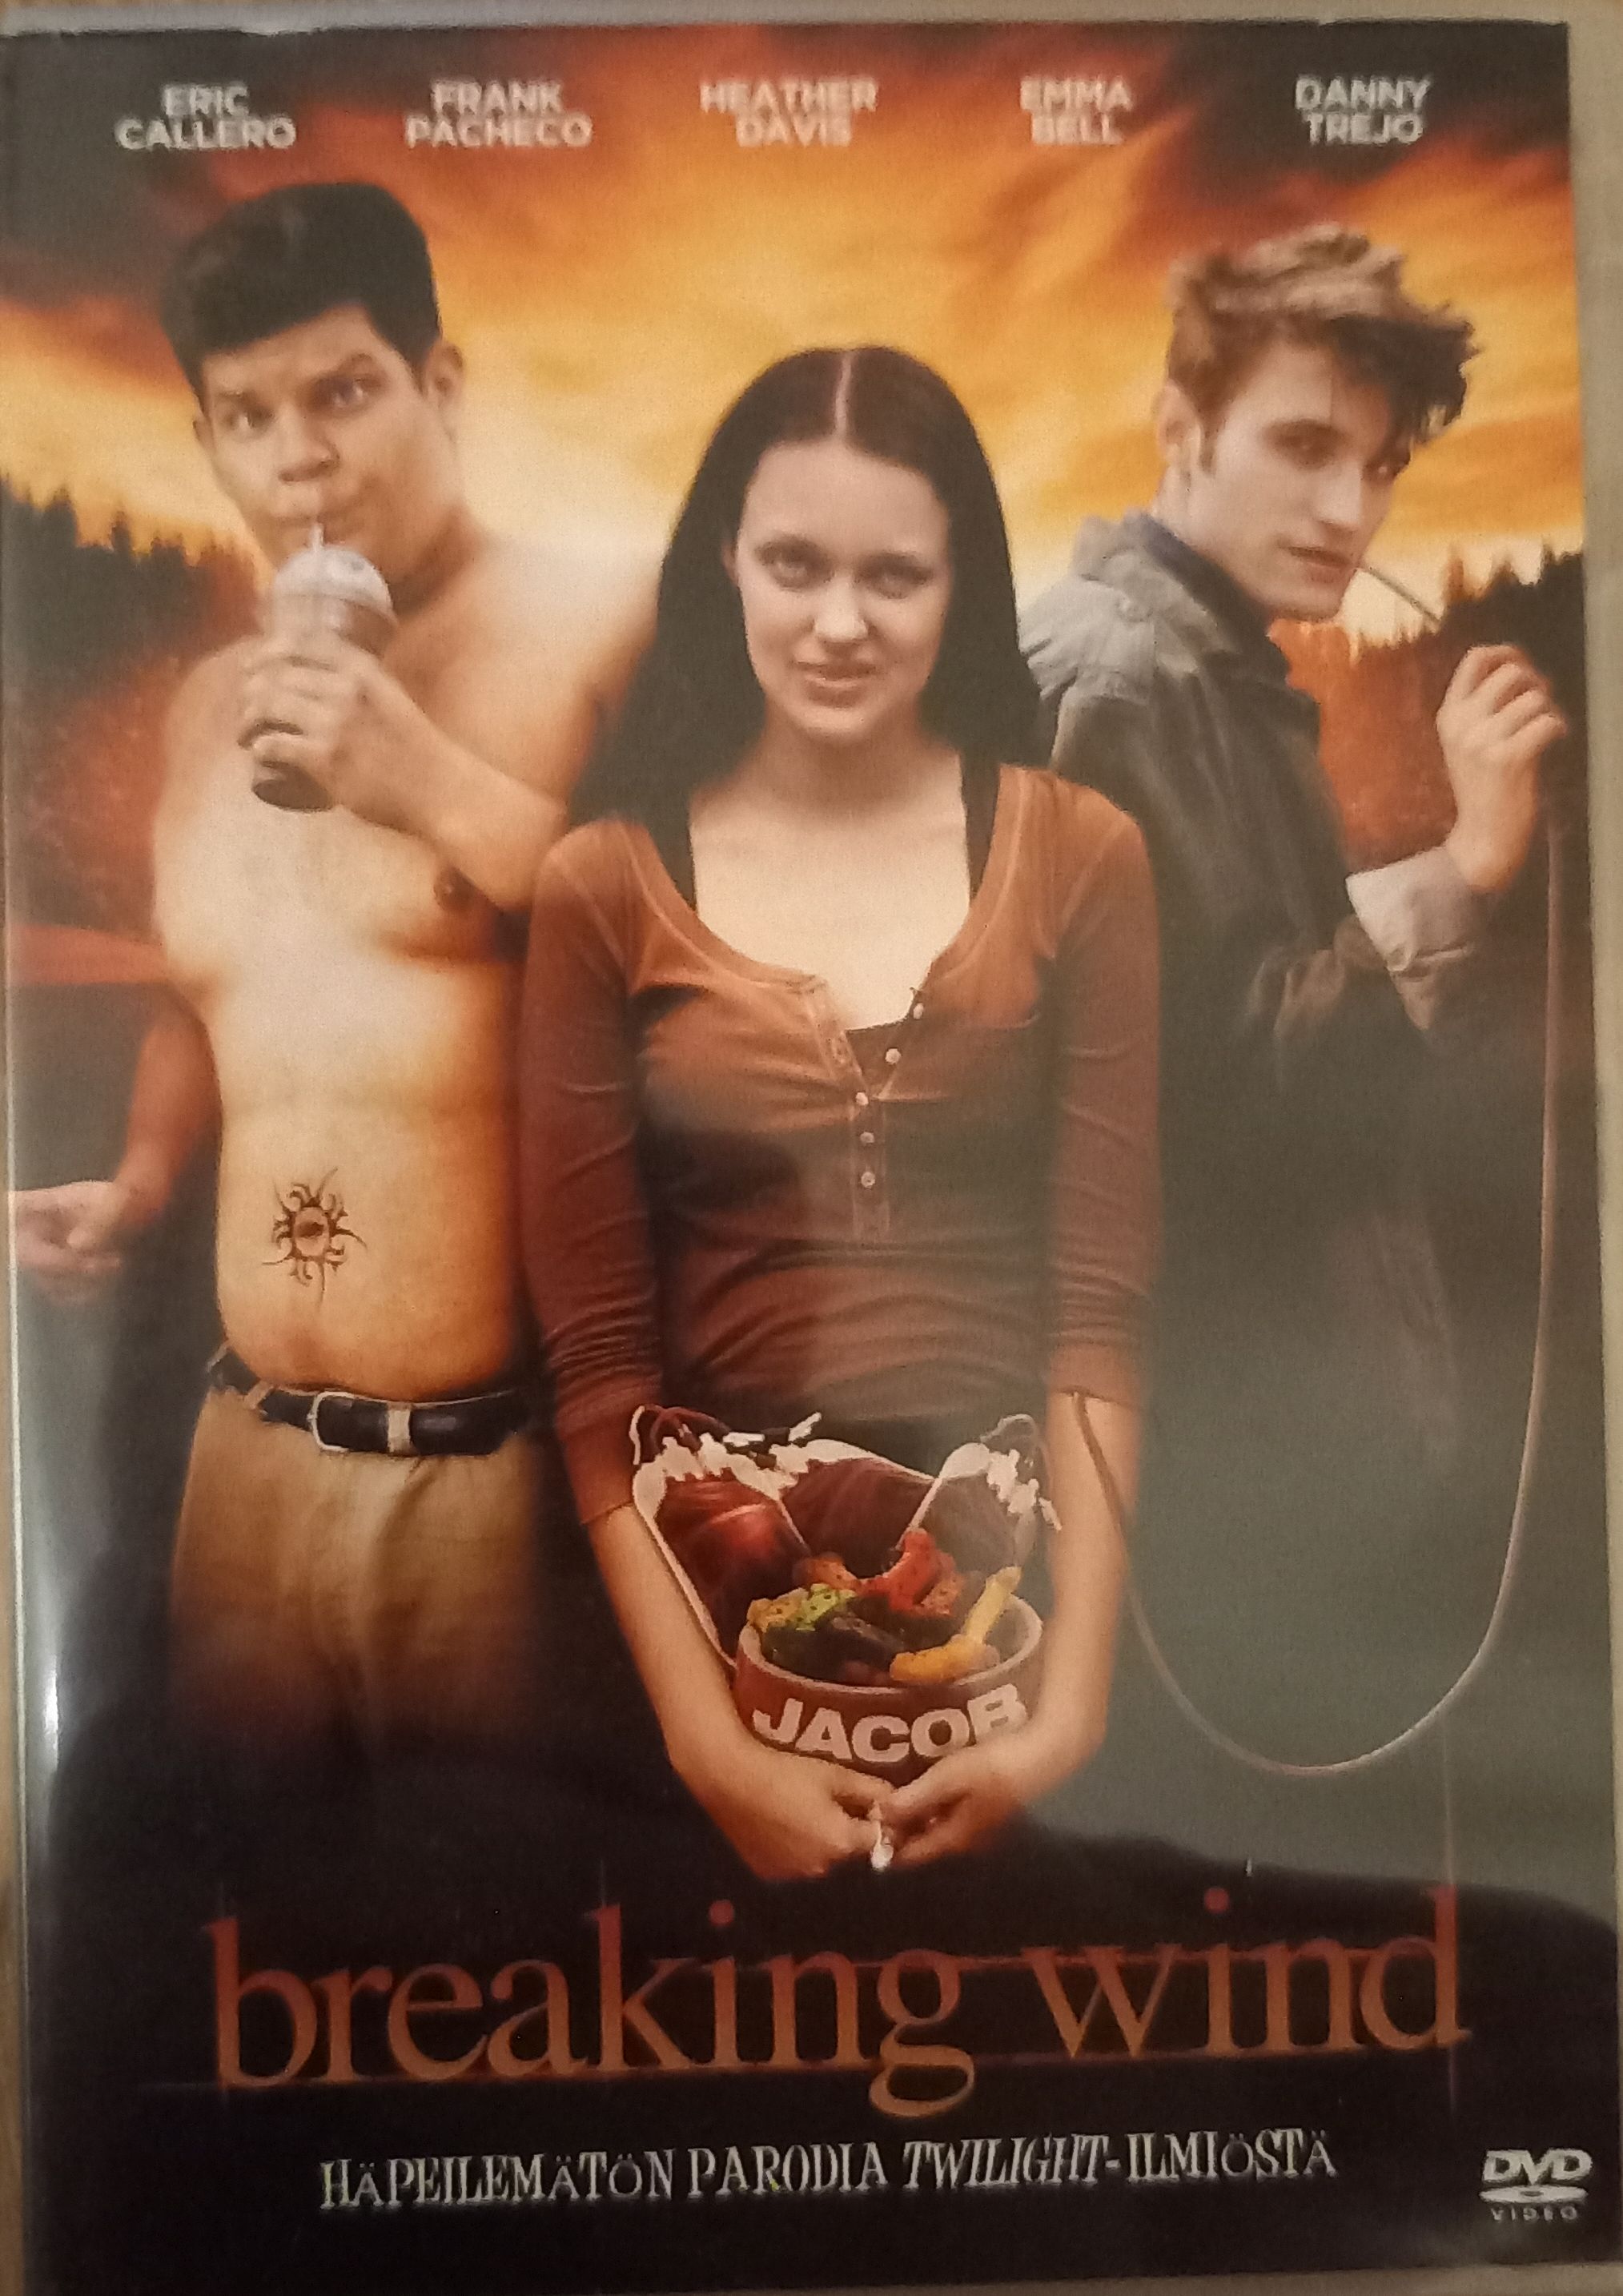 ERIC CALLERO
FRANK PACHECO
HEATHER DAVIS
EMMA BELL
DANNY TREJO
JACOB
breaking wind
HÄPEILEMÄTÖN PARODIA TWILIGHT-ILMIÖSTÄ
DVD
VIDEO